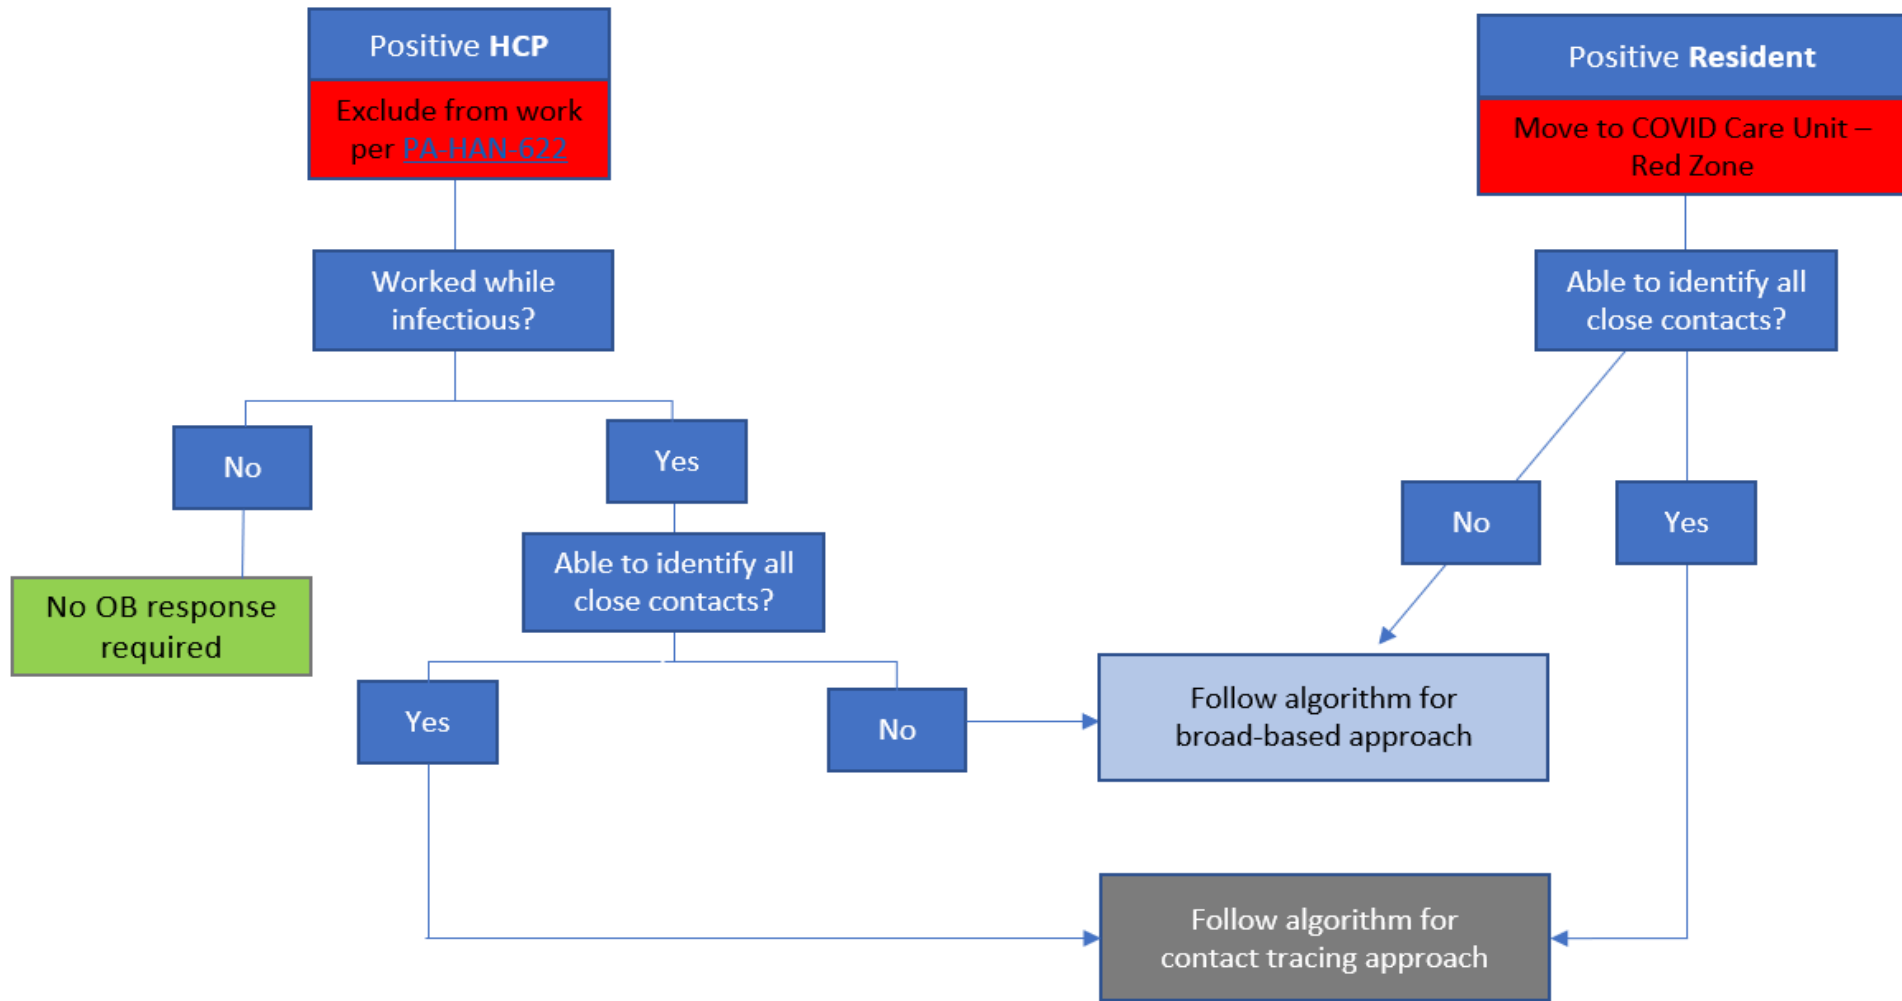 Positive HCP
Exclude from work
per PA-HAN-622
Positive Resident
Move to COVID Care Unit –
Red Zone
Worked while
infectious?
Able to identify all
close contacts?
No
Yes
No
Yes
No OB response
required
Able to identify all
close contacts?
Yes
No
Follow algorithm for
broad-based approach
Follow algorithm for
contact tracing approach